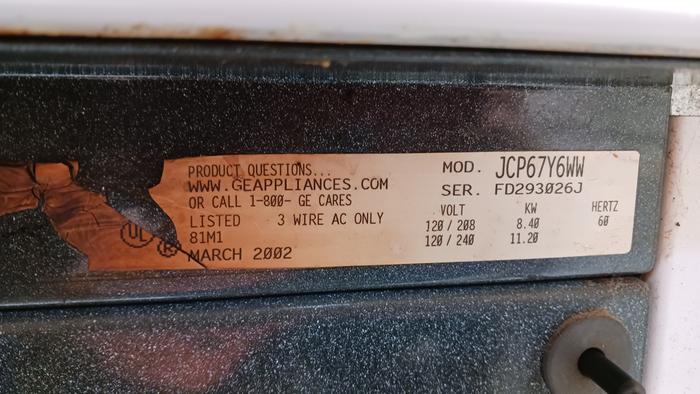 PRODUCT QUESTIONS...
WWW.GEAPPLIANCES.COM
OR CALL 1-800- GE CARES
LISTED 3 WIRE AC ONLY
81M1
UL R
MARCH 2002
MOD. JCP67Y6WW
SER. FD293026J
VOLT KW HERTZ
120/208 8.40 60
120/240 11.20